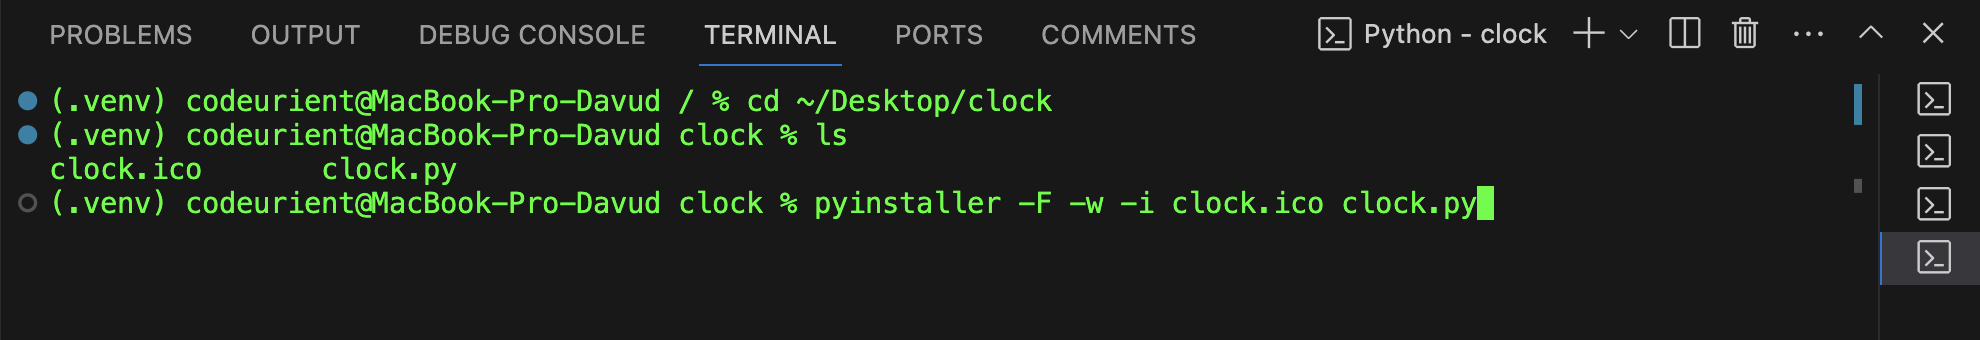 PROBLEMS OUTPUT DEBUG CONSOLE TERMINAL PORTS COMMENTS Python - clock
(.venv) codeurient@MacBook-Pro-Davud / % cd ~/Desktop/clock
(.venv) codeurient@MacBook-Pro-Davud clock % ls
clock.ico clock.py
(.venv) codeurient@MacBook-Pro-Davud clock % pyinstaller -F -w -i clock.ico clock.py